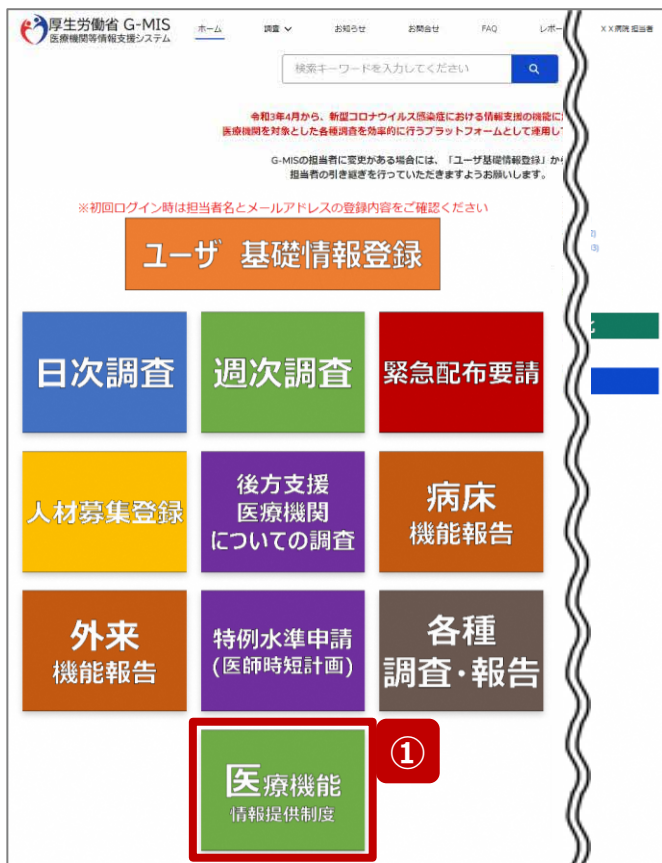 厚生労働省 G-MIS
医療機関等情報支援システム
ホーム 調査 お知らせ お問合せ FAQ レポー
××病院 担当者
検索キーワードを入力してください
令和3年4月から、新型コロナウイルス感染症における情報支援の機能に
医療機関を対象とした各種調査を効率的に行うプラットフォームとして運用し
G-MISの担当者に変更がある場合には、「ユーザ基礎情報登録」か
担当者の引き継ぎを行っていただきますようお願いします。
※初回ログイン時は担当者名とメールアドレスの登録内容をご確認ください
ユーザ 基礎情報登録
日次調査
週次調査
緊急配布要請
人材募集登録
後方支援
医療機関
についての調査
病床
機能報告
外来
機能報告
特例水準申請
(医師時短計画)
各種
調査・報告
医療機能
情報提供制度
①